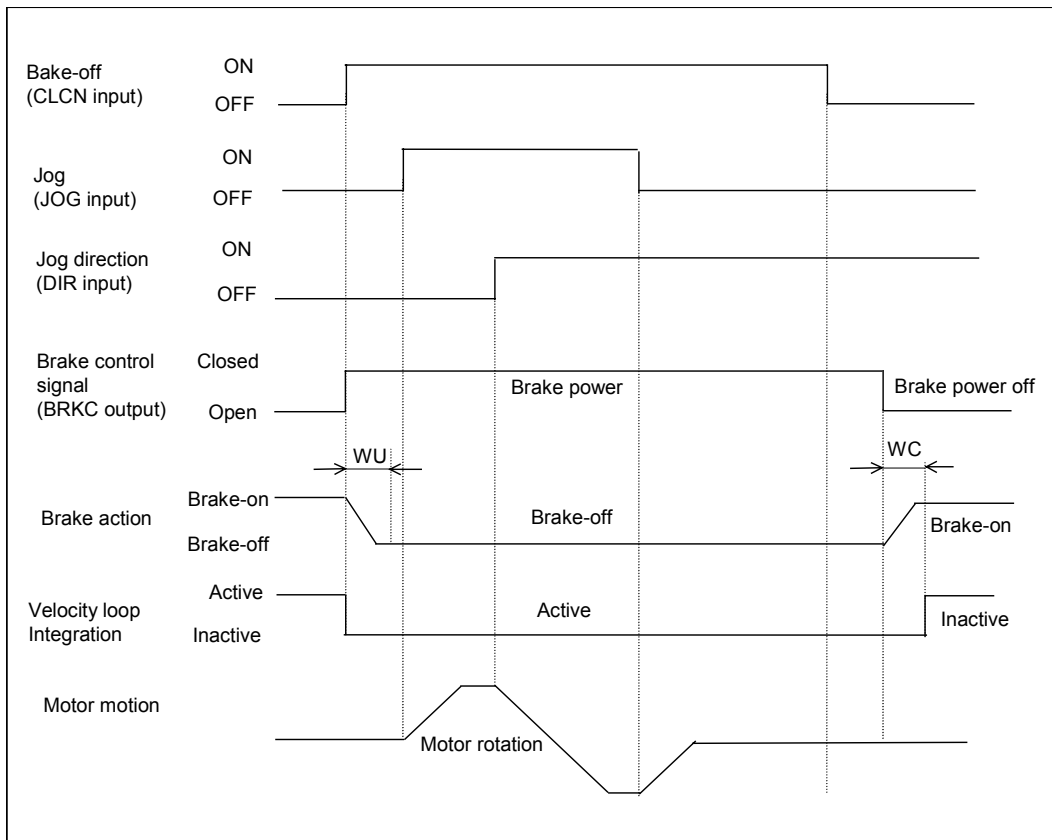 Bake-off
(CLCN input)
ON
OFF
Jog
(JOG input)
ON
OFF
Jog direction
(DIR input)
ON
OFF
Brake control
signal
(BRKC output)
Closed
Open
Brake power
Brake power off
WU
WC
Brake action
Brake-on
Brake-off
Brake-off
Brake-on
Velocity loop
Integration
Active
Inactive
Active
Inactive
Motor motion
Motor rotation